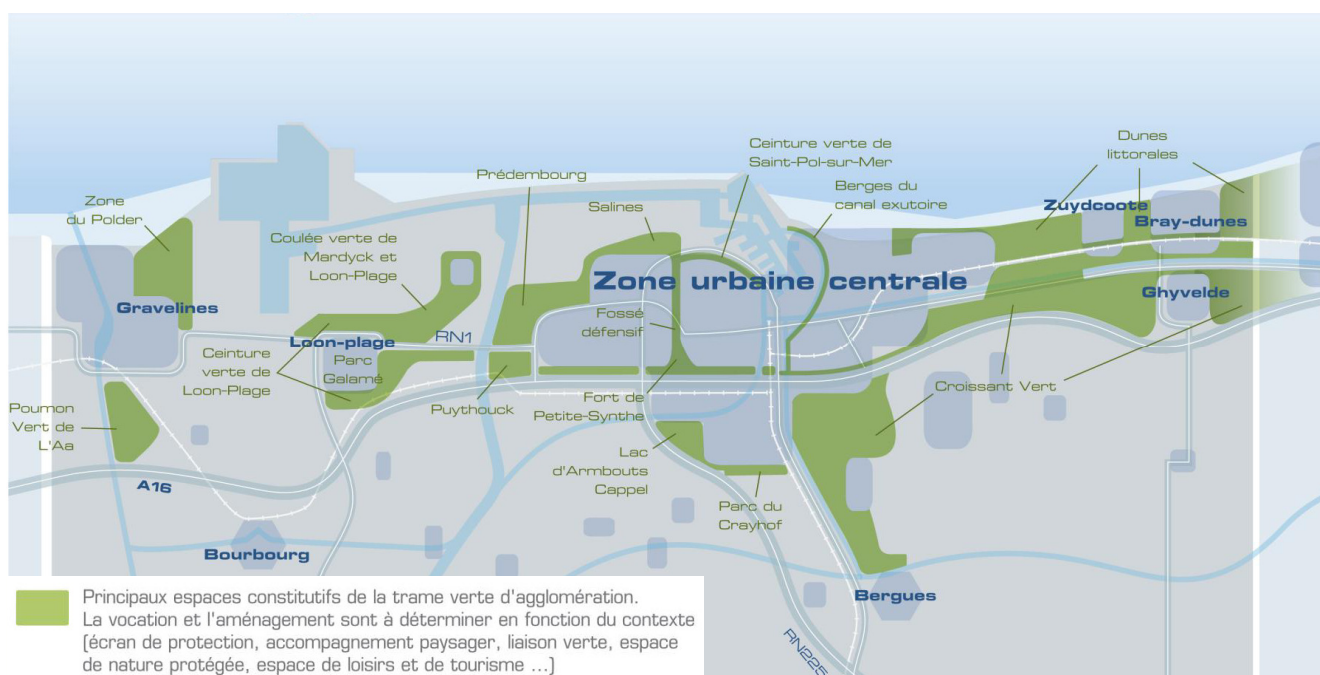 Dunes
littorales
Ceinture verte de
Saint-Pol-sur-Mer
Prédembourg
Berges du
canal exutoire
Zone
du Polder
Salines
Zuydcoote
Bray-dunes
Coulée verte de
Mardyck et
Loon-Plage
Zone urbaine centrale
Ghyvelde
Gravelines
Fossé
défensif
RN1
Loon-plage
Parc
Galamé
Ceinture
verte de
Loon-Plage
Croissant Vert
Puythouck
Fort de
Petite-Synthe
Poumon
Vert de
L'Aa
Lac
d'Armbouts
Cappel
A16
Parc du
Crayhof
Bourbourg
Bergues
RN225
Principaux espaces constitutifs de la trame verte d'agglomération.
La vocation et l'aménagement sont à déterminer en fonction du contexte
(écran de protection, accompagnement paysager, liaison verte, espace
de nature protégée, espace de loisirs et de tourisme ...)